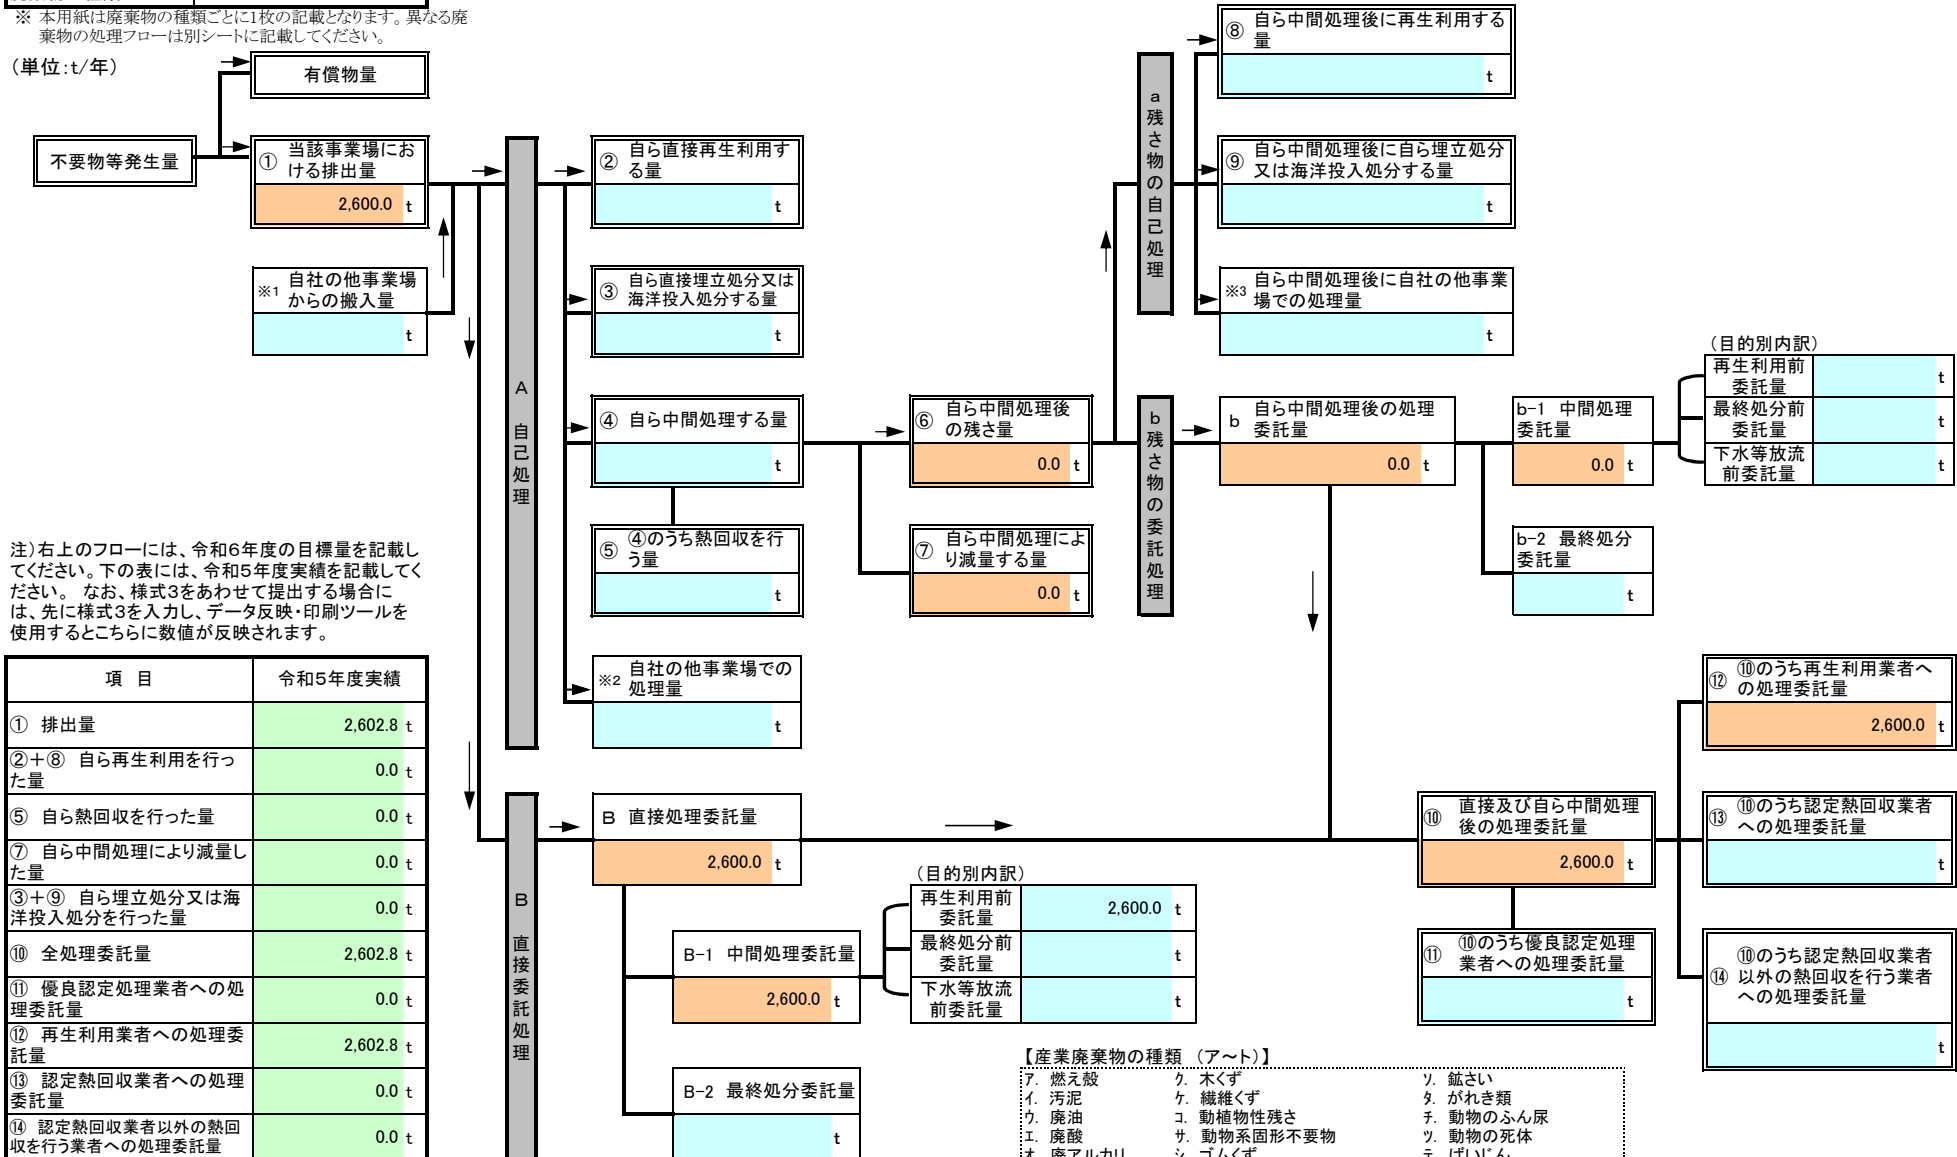 ※ 本用紙は廃棄物の種類ごとに1枚の記載となります。異なる廃
棄物の処理フローは別シートに記載してください。
(単位:t/年)
有償物量
不要物等発生量
① 当該事業場にお
ける排出量
2,600.0 t
※1 自社の他事業場
からの搬入量
t
A 自己処理
② 自ら直接再生利用す
る量
t
③ 自ら直接埋立処分又は
海洋投入処分する量
t
④ 自ら中間処理する量
t
⑤ ④のうち熱回収を行
う量
t
※2 自社の他事業場での
処理量
t
⑥ 自ら中間処理後
の残さ量
0.0 t
⑦ 自ら中間処理によ
り減量する量
0.0 t
a 残さ物の自己処理
⑧ 自ら中間処理後に再生利用する
量
t
⑨ 自ら中間処理後に自ら埋立処分
又は海洋投入処分する量
t
※3 自ら中間処理後に自社の他事業
場での処理量
t
b 残さ物の委託処理
b 自ら中間処理後の処理
委託量
0.0 t
b-1 中間処理
委託量
0.0 t
b-2 最終処分
委託量
t
(目的別内訳)
再生利用前
委託量 t
最終処分前
委託量 t
下水等放流
前委託量 t
注)右上のフローには、令和6年度の目標量を記載し
てください。下の表には、令和5年度実績を記載してく
ださい。 なお、様式3をあわせて提出する場合に
は、先に様式3を入力し、データ反映・印刷ツールを
使用するとこちらに数値が反映されます。
項 目 令和5年度実績
① 排出量 2,602.8 t
②+⑧ 自ら再生利用を行っ
た量 0.0 t
⑤ 自ら熱回収を行った量 0.0 t
⑦ 自ら中間処理により減量し
た量 0.0 t
③+⑨ 自ら埋立処分又は海
洋投入処分を行った量 0.0 t
⑩ 全処理委託量 2,602.8 t
⑪ 優良認定処理業者への処
理委託量 0.0 t
⑫ 再生利用業者への処理委
託量 2,602.8 t
⑬ 認定熱回収業者への処理
委託量 0.0 t
⑭ 認定熱回収業者以外の熱回
収を行う業者への処理委託量 0.0 t
B 直接委託処理
B 直接処理委託量
2,600.0 t
B-1 中間処理委託量
2,600.0 t
B-2 最終処分委託量
t
(目的別内訳)
再生利用前
委託量 2,600.0 t
最終処分前
委託量 t
下水等放流
前委託量 t
⑩ 直接及び自ら中間処理
後の処理委託量
2,600.0 t
⑪ ⑩のうち優良認定処理
業者への処理委託量
t
⑫ ⑩のうち再生利用業者へ
の処理委託量
2,600.0 t
⑬ ⑩のうち認定熱回収業者
への処理委託量
t
⑭ ⑩のうち認定熱回収業者
以外の熱回収を行う業者
への処理委託量
t
【産業廃棄物の種類 (ア~ト)】
ア. 燃え殻 ク. 木くず ソ. 鉱さい
イ. 汚泥 ケ. 繊維くず タ. がれき類
ウ. 廃油 コ. 動植物性残さ チ. 動物のふん尿
エ. 廃酸 サ. 動物系固形不要物 ツ. 動物の死体
オ. 廃アルカリ シ. ゴムくず テ. ばいじん